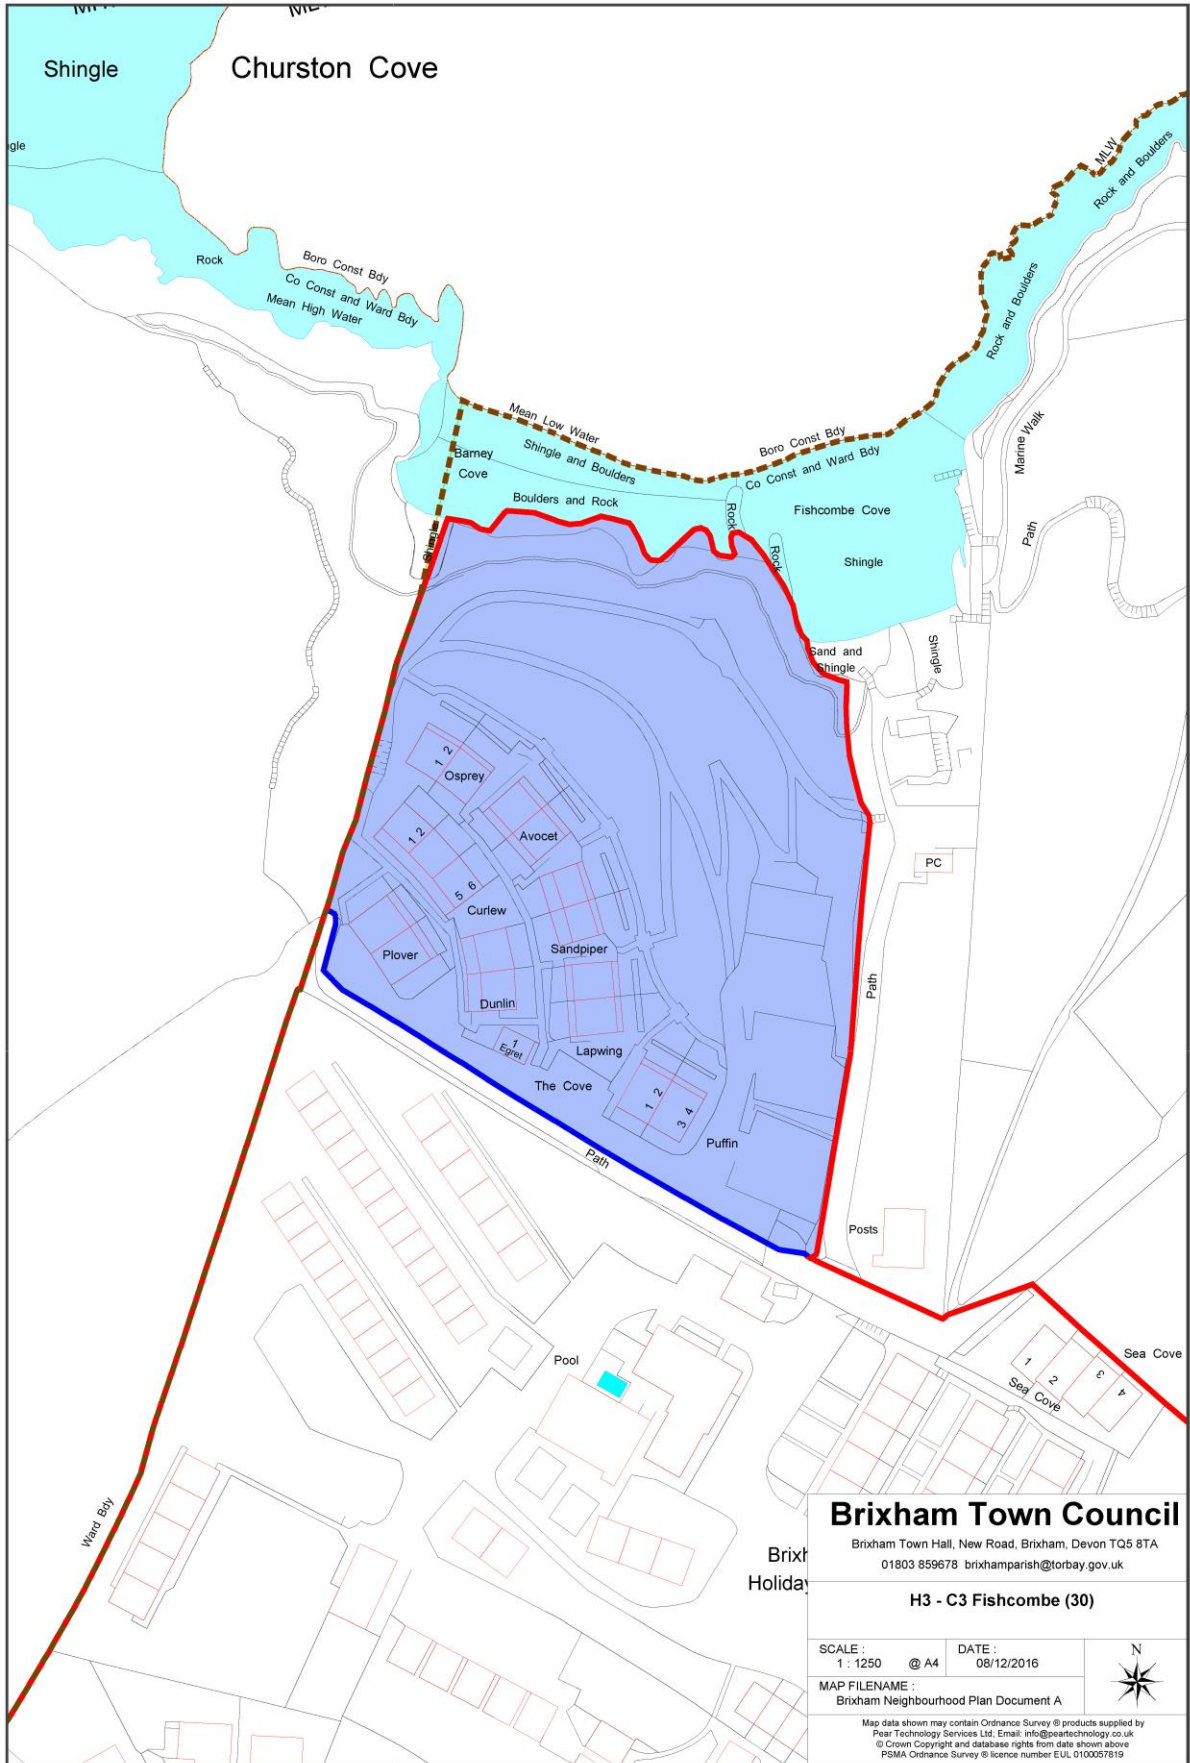 Shingle
Churston Cove
gle
MLW
Rock and Boulders
Rock
Boro Const Bdy
Co Const and Ward Bdy
Mean High Water
Rock and Boulders
Mean Low Water
Boro Const Bdy
Marine Walk
Barney
Cove
Shingle and Boulders
Co Const and Ward Bdy
Boulders and Rock
Rock
Fishcombe Cove
Path
Shingle
Rock
Shingle
Sand and
Shingle
Shingle
1 2
Osprey
1 2
Avocet
PC
5 6
Curlew
Plover
Sandpiper
Path
Dunlin
1
Egret
Lapwing
The Cove
1 2
3 4
Puffin
Path
Posts
Pool
Sea Cove
1
2
3
4
Sea Cove
Ward Bdy
Brixh
Holiday
Brixham Town Council
Brixham Town Hall, New Road, Brixham, Devon TQ5 8TA
01803 859678 brixhamparish@torbay.gov.uk
H3 - C3 Fishcombe (30)
SCALE :
1 : 1250 @ A4
DATE :
08/12/2016
N
MAP FILENAME :
Brixham Neighbourhood Plan Document A
Map data shown may contain Ordnance Survey ® products supplied by
Pear Technology Services Ltd; Email: info@peartechnology.co.uk
© Crown Copyright and database rights from date shown above
PSMA Ordnance Survey ® licence number EUL 0100057819